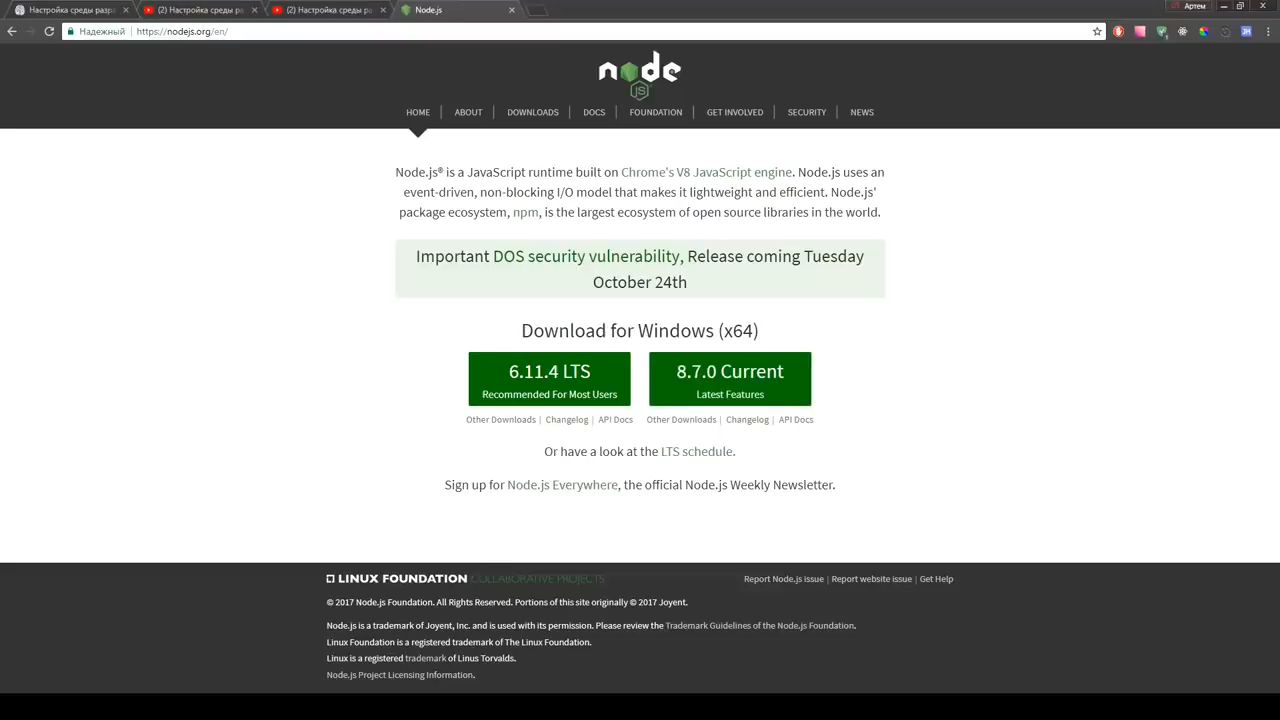 Настройка среды разра
(2) Настройка среды ра
(2) Настройка среды ра
Node.js
Артем
Надежный
https://nodejs.org/en/
node
JS
HOME
ABOUT
DOWNLOADS
DOCS
FOUNDATION
GET INVOLVED
SECURITY
NEWS
Node.js® is a JavaScript runtime built on Chrome's V8 JavaScript engine. Node.js uses an
event-driven, non-blocking I/O model that makes it lightweight and efficient. Node.js'
package ecosystem, npm, is the largest ecosystem of open source libraries in the world.
Important DOS security vulnerability, Release coming Tuesday
October 24th
Download for Windows (x64)
6.11.4 LTS
Recommended For Most Users
8.7.0 Current
Latest Features
Other Downloads | Changelog | API Docs
Other Downloads | Changelog | API Docs
Or have a look at the LTS schedule.
Sign up for Node.js Everywhere, the official Node.js Weekly Newsletter.
LINUX FOUNDATION COLLABORATIVE PROJECTS
Report Node.js issue | Report website issue | Get Help
© 2017 Node.js Foundation. All Rights Reserved. Portions of this site originally © 2017 Joyent.
Node.js is a trademark of Joyent, Inc. and is used with its permission. Please review the Trademark Guidelines of the Node.js Foundation.
Linux Foundation is a registered trademark of The Linux Foundation.
Linux is a registered trademark of Linus Torvalds.
Node.js Project Licensing Information.